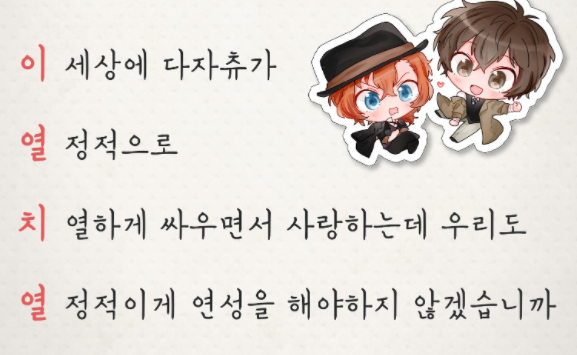 이 세상에 다자츄가
열 정적으로
치 열하게 싸우면서 사랑하는데 우리도
열 정적이게 연성을 해야하지 않겠습니까